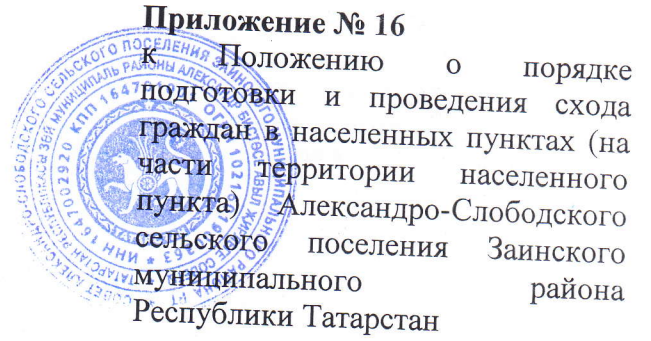 Приложение № 16
к Положению о порядке
подготовки и проведения схода
граждан в населенных пунктах (на
части территории населенного
пункта) Александро-Слободского
сельского поселения Заинского
муниципального района
Республики Татарстан